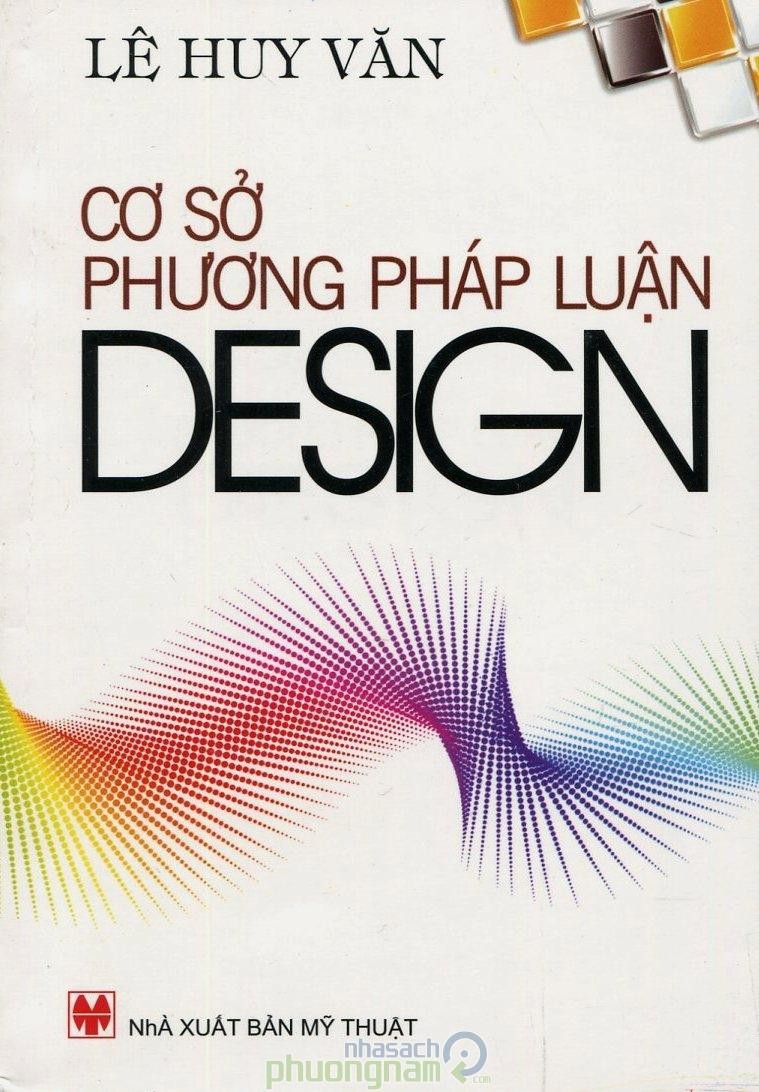 LÊ HUY VĂN
CƠ SỞ
PHƯƠNG PHÁP LUẬN
DESIGN
NhÀ XUẤT BẢN MỸ THUẬT
nhasach
phuongnam.com